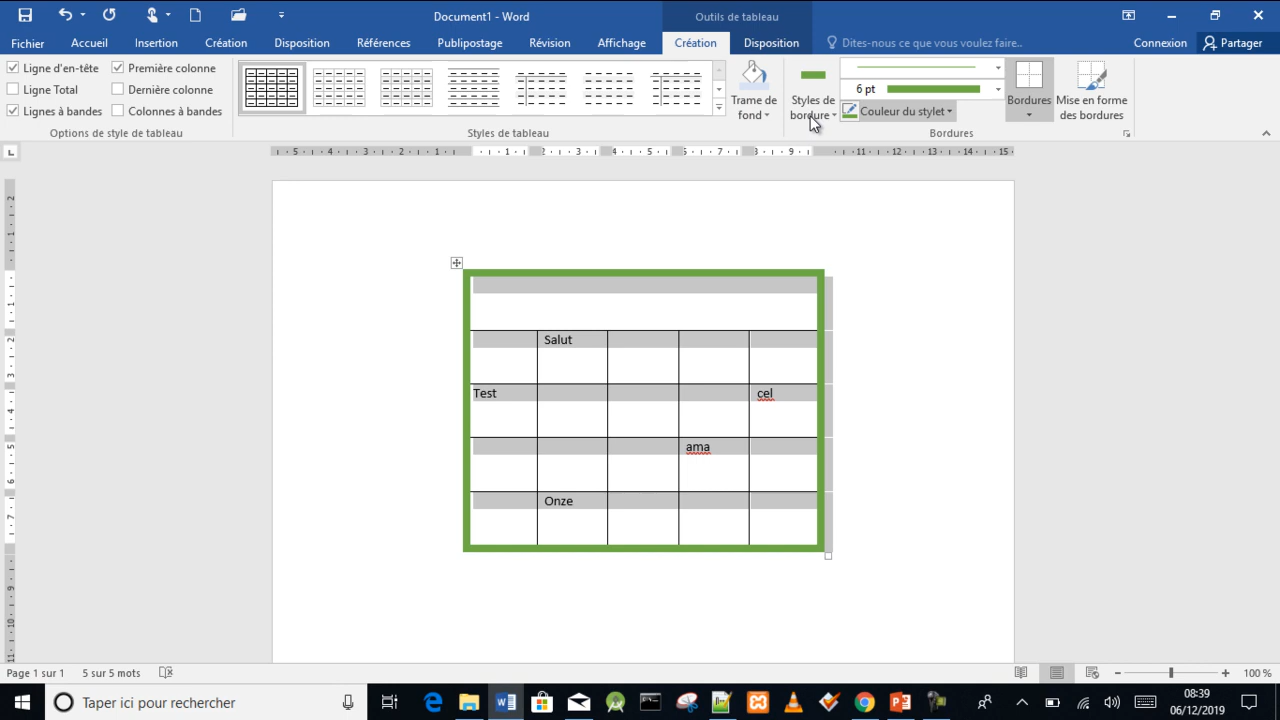 Document1 - Word
Outils de tableau
Fichier Accueil Insertion Création Disposition Références Publipostage Révision Affichage Création Disposition Dites-nous ce que vous voulez faire.. Connexion Partager
Ligne d'en-tête Première colonne
Ligne Total Dernière colonne
Lignes à bandes Colonnes à bandes
Options de style de tableau
Styles de tableau
Trame de fond
Styles de bordure
6 pt
Couleur du stylet
Bordures
Mise en forme des bordures
Bordures
Salut
Test cel
ama
Onze
Page 1 sur 1 5 sur 5 mots 100 %
Taper ici pour rechercher
08:39
06/12/2019